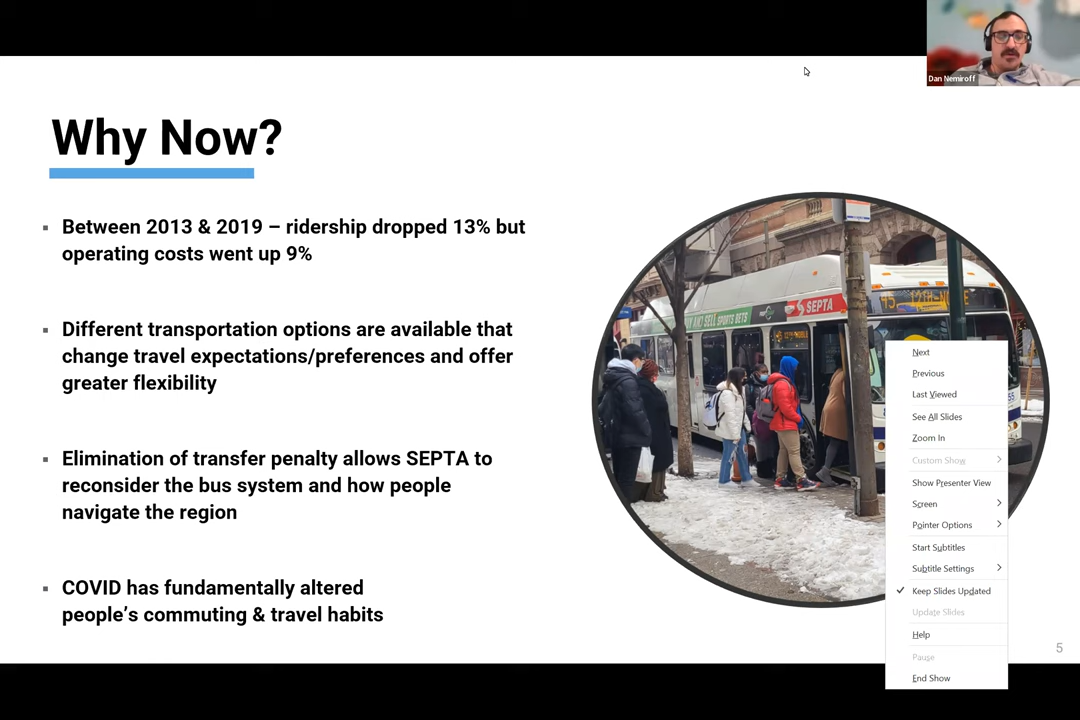 Dan Nemiroff
Why Now?
Between 2013 & 2019 – ridership dropped 13% but
operating costs went up 9%
Different transportation options are available that
change travel expectations/preferences and offer
greater flexibility
Elimination of transfer penalty allows SEPTA to
reconsider the bus system and how people
navigate the region
COVID has fundamentally altered
people’s commuting & travel habits
SELL SPORTS BETS
SEPTA
45
Next
Previous
Last Viewed
See All Slides
Zoom In
Custom Show
Show Presenter View
Screen
Pointer Options
Start Subtitles
Subtitle Settings
Keep Slides Updated
Update Slides
Help
Pause
End Show
5